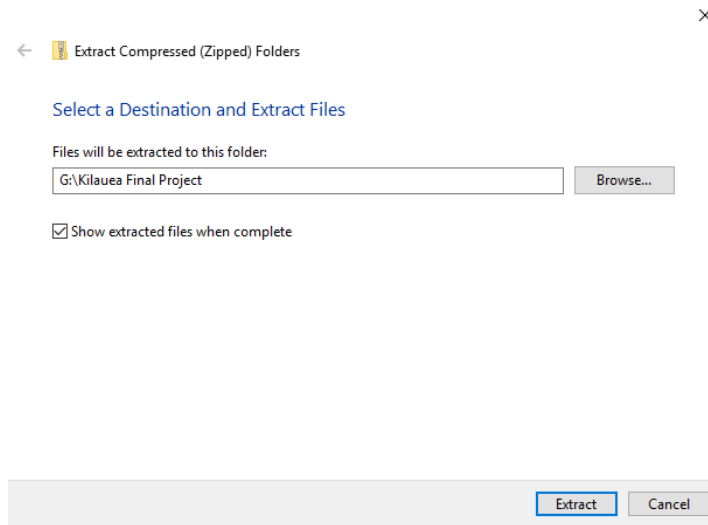 Extract Compressed (Zipped) Folders
Select a Destination and Extract Files
Files will be extracted to this folder:
G:\Kilauea Final Project
Browse...
Show extracted files when complete
Extract
Cancel